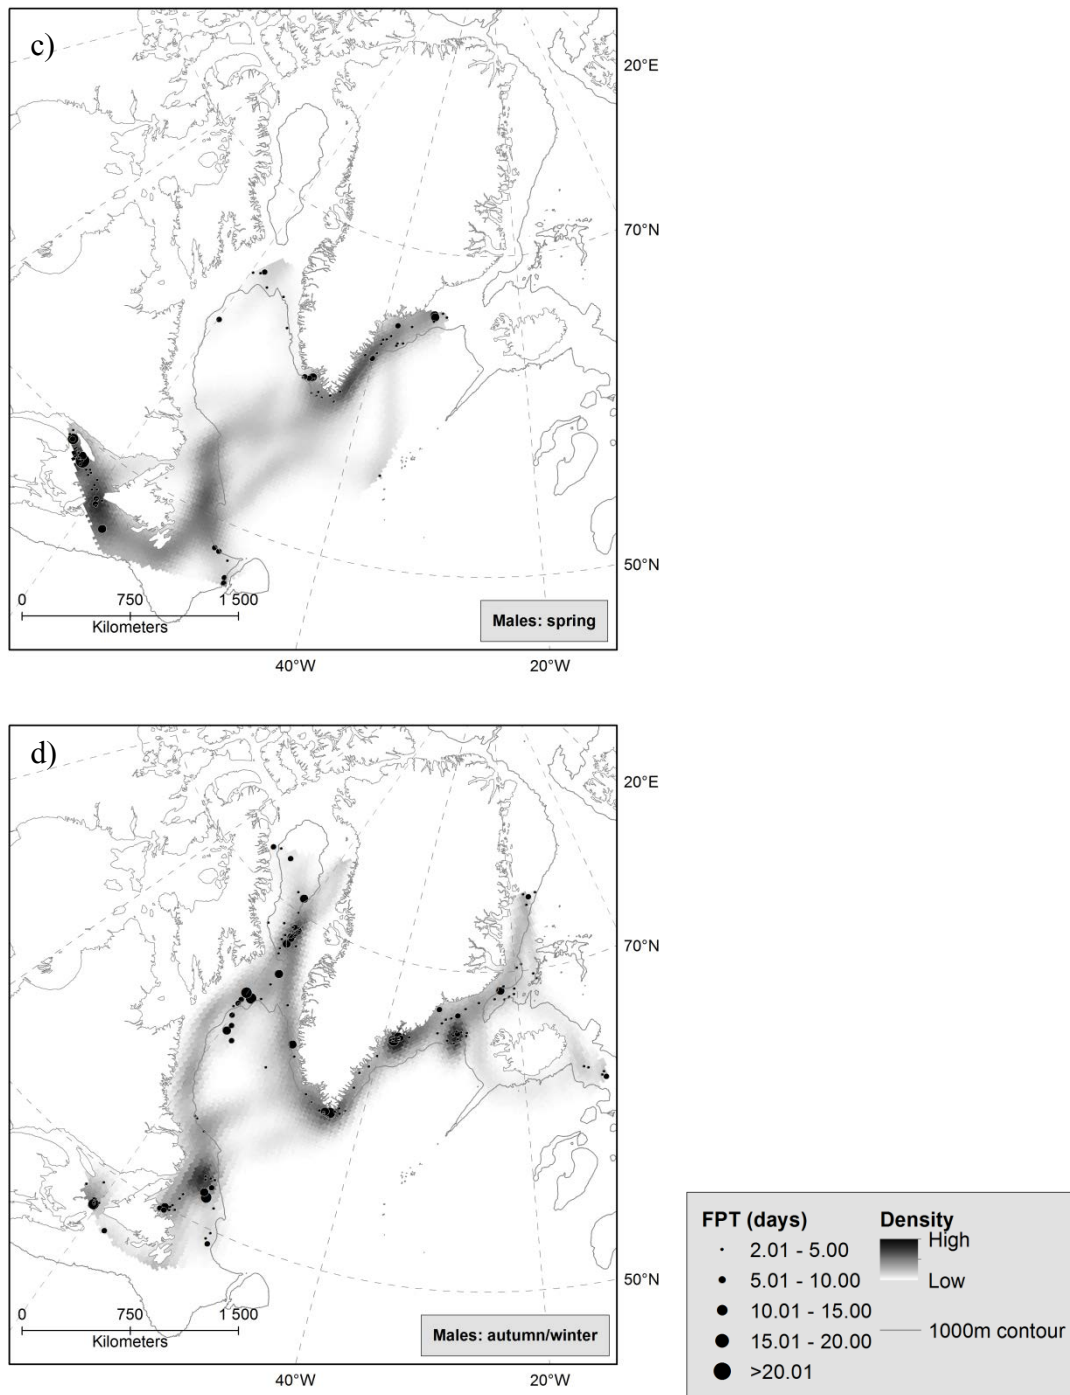 c)
20°E
70°N
50°N
0 750 1 500
Kilometers
Males: spring
40°W 20°W
d)
20°E
70°N
50°N
0 750 1 500
Kilometers
Males: autumn/winter
40°W 20°W
FPT (days) Density
2.01 - 5.00 High
5.01 - 10.00 Low
10.01 - 15.00
15.01 - 20.00 1000m contour
>20.01